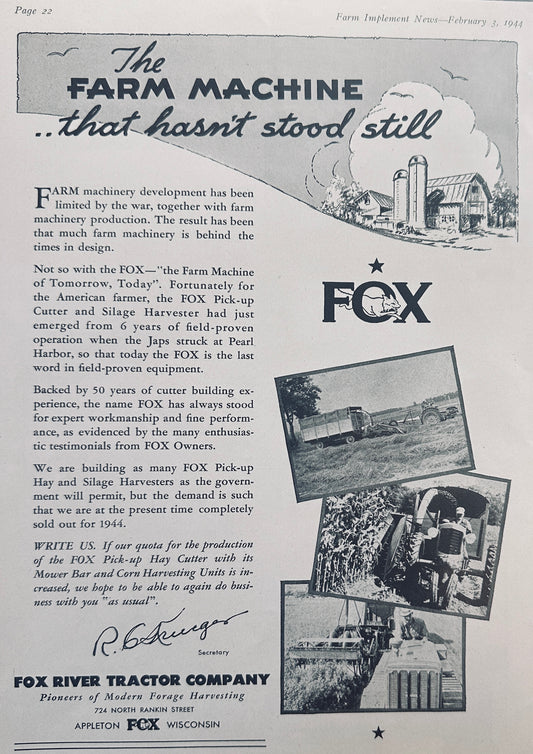 Page 22
Farm Implement News—February 3, 1944
The
FARM MACHINE
..that hasn't stood still
FARM machinery development has been
limited by the war, together with farm
machinery production. The result has been
that much farm machinery is behind the
times in design.
Not so with the FOX—"the Farm Machine
of Tomorrow, Today". Fortunately for
the American farmer, the FOX Pick-up
Cutter and Silage Harvester had just
emerged from 6 years of field-proven
operation when the Japs struck at Pearl
Harbor, so that today the FOX is the last
word in field-proven equipment.
Backed by 50 years of cutter building ex-
perience, the name FOX has always stood
for expert workmanship and fine perform-
ance, as evidenced by the many enthusias-
tic testimonials from FOX Owners.
We are building as many FOX Pick-up
Hay and Silage Harvesters as the govern-
ment will permit, but the demand is such
that we are at the present time completely
sold out for 1944.
WRITE US. If our quota for the production
of the FOX Pick-up Hay Cutter with its
Mower Bar and Corn Harvesting Units is in-
creased, we hope to be able to again do busi-
ness with you "as usual".
Secretary
FOX RIVER TRACTOR COMPANY
Pioneers of Modern Forage Harvesting
724 NORTH RANKIN STREET
APPLETON FOX WISCONSIN
FOX